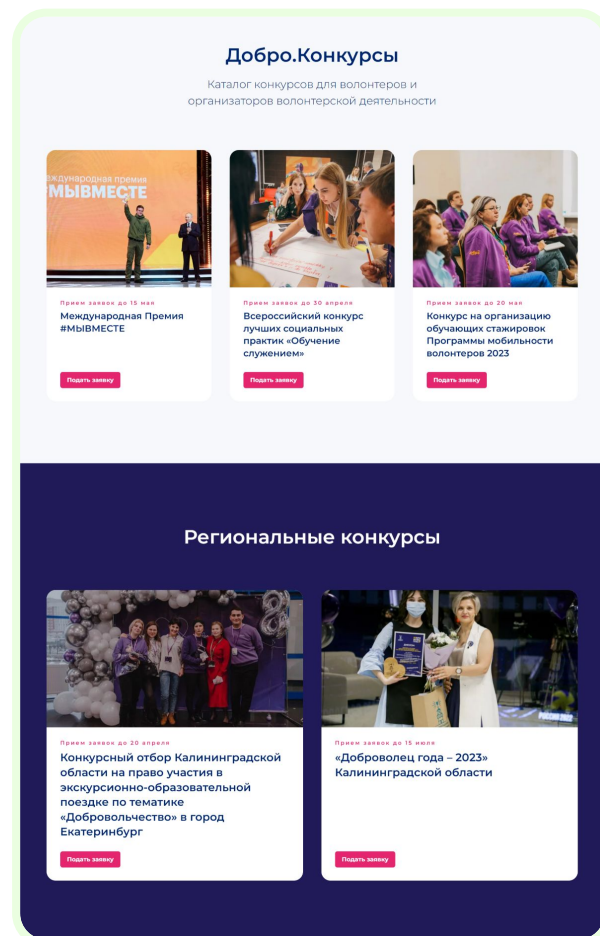 Добро.Конкурсы
Каталог конкурсов для волонтеров и
организаторов волонтерской деятельности
#МЫВМЕСТЕ
Прием заявок до 15 мая
Международная Премия
#МЫВМЕСТЕ
Подать заявку
Прием заявок до 30 апреля
Всероссийский конкурс
лучших социальных
практик «Обучение
служением»
Подать заявку
Прием заявок до 20 мая
Конкурс на организацию
обучающих стажировок
Программы мобильности
волонтеров 2023
Подать заявку
Региональные конкурсы
Прием заявок до 20 апреля
Конкурсный отбор Калининградской
области на право участия в
экскурсионно-образовательной
поездке по тематике
«Добровольчество» в город
Екатеринбург
Подать заявку
Прием заявок до 15 июля
«Доброволец года – 2023»
Калининградской области
Подать заявку